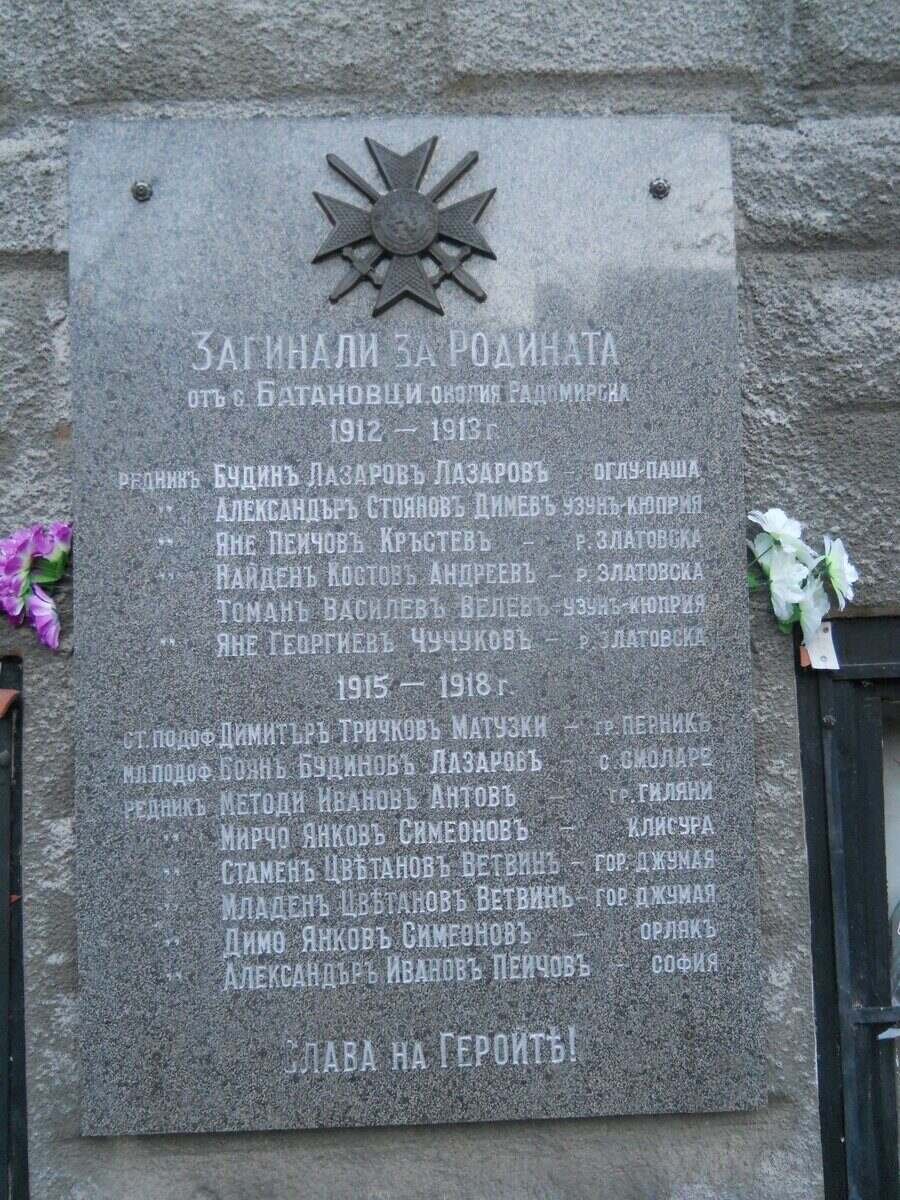 Загинали за Родината
отъ с. Батановци околия Радомирска
1912 – 1913 г.
редникъ Будинъ Лазаровъ Лазаровъ – Оглу-паша
" Александъръ Стояновъ Димевъ Узунъ-Кюприя
" Яне Пейчовъ Кръстевъ – р. Златовска
" Найденъ Костовъ Андреевъ – р. Златовска
Томанъ Василевъ Велевъ – Узунъ-Кюприя
" Яне Георгиевъ Чучуковъ – р. Златовска
1915 – 1918 г.
ст. подоф. Димитъръ Тричковъ Матузки – гр. Перникъ
мл. подоф. Боянъ Будиновъ Лазаровъ – с. Смоларе
редникъ Методи Ивановъ Антовъ – гр. Гиляни
" Мирчо Янковъ Симеоновъ – Клисура
" Стаменъ Цвѣтановъ Ветвинъ – Гор. Джумая
" Младенъ Цвѣтановъ Ветвинъ – Гор. Джумая
" Димо Янковъ Симеоновъ – Орлякъ
" Александъръ Ивановъ Пейчовъ – София
Слава на Героитѣ!